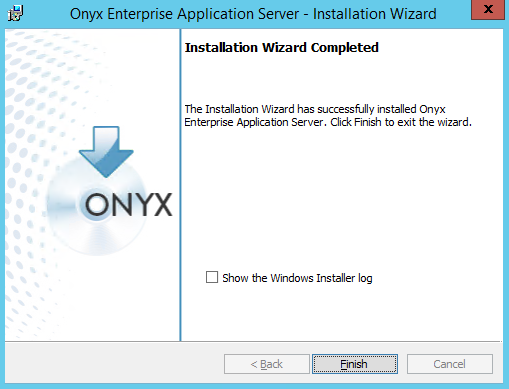 Onyx Enterprise Application Server - Installation Wizard
x
Installation Wizard Completed
The Installation Wizard has successfully installed Onyx
Enterprise Application Server. Click Finish to exit the wizard.
ONYX
Show the Windows Installer log
< Back
Finish
Cancel